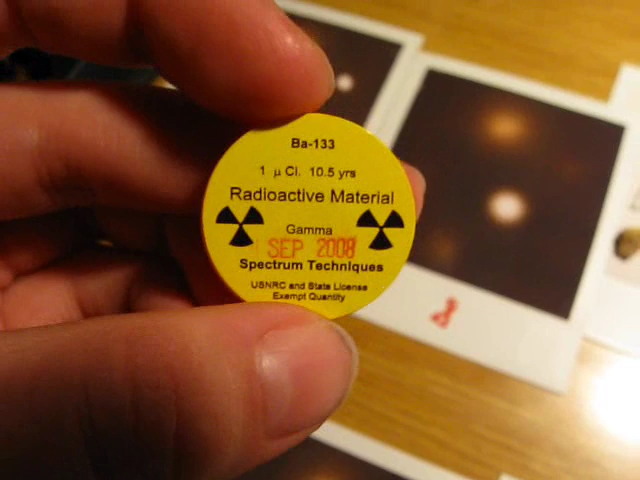 Ba-133
1 μ Ci. 10.5 yrs
Radioactive Material
Gamma
SEP 2008
Spectrum Techniques
USNRC and State License
Exempt Quantity